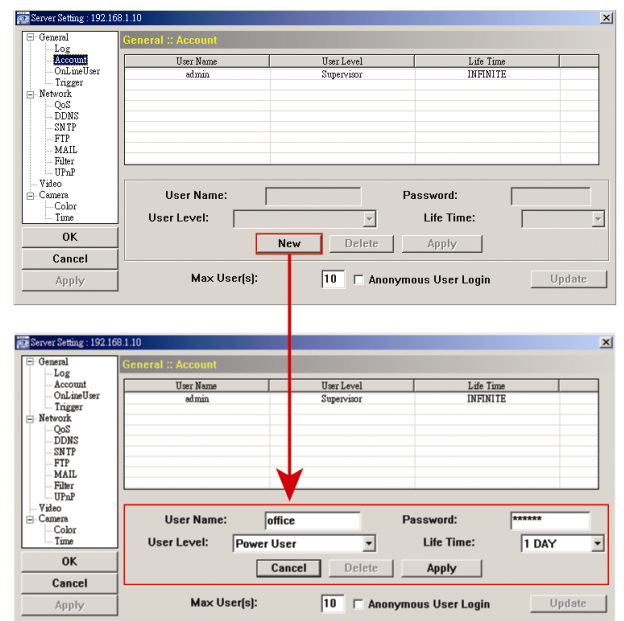 Server Setting : 192.168.1.10
General
Log
Account
OnLineUser
Trigger
Network
QoS
DDNS
SNTP
FTP
MAIL
Filter
UPnP
Video
Camera
Color
Time
OK
Cancel
Apply
General :: Account
User Name User Level Life Time
admin Supervisor INFINITE
User Name: Password:
User Level: Life Time:
New Delete Apply
Max User(s): 10 Anonymous User Login Update
Server Setting : 192.168.1.10
General
Log
Account
OnLineUser
Trigger
Network
QoS
DDNS
SNTP
FTP
MAIL
Filter
UPnP
Video
Camera
Color
Time
OK
Cancel
Apply
General :: Account
User Name User Level Life Time
admin Supervisor INFINITE
User Name: office Password: ******
User Level: Power User Life Time: 1 DAY
Cancel Delete Apply
Max User(s): 10 Anonymous User Login Update